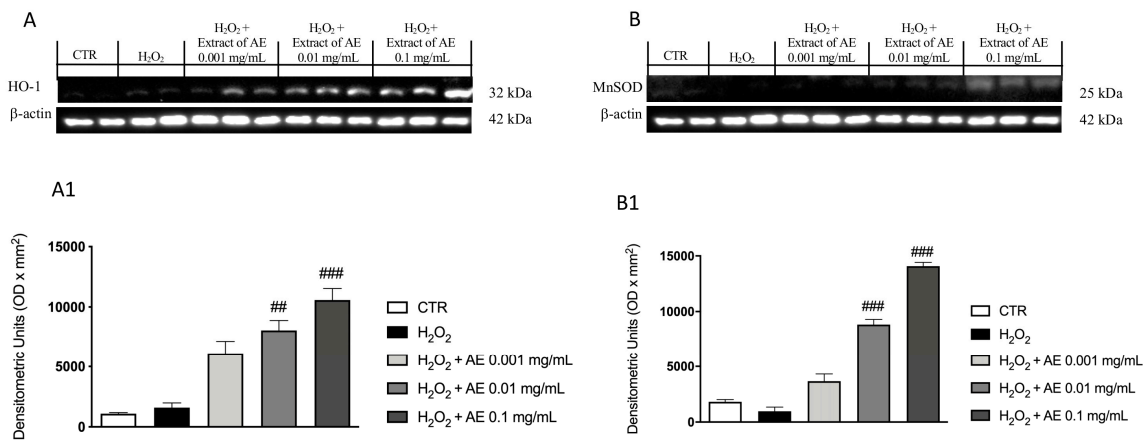 A
CTR
H₂O₂
H₂O₂ +
Extract of AE
0.001 mg/mL
H₂O₂ +
Extract of AE
0.01 mg/mL
H₂O₂+
Extract of AE
0.1 mg/mL
HO-1
32 kDa
β-actin
42 kDa
B
CTR
H₂O₂
H₂O₂ +
Extract of AE
0.001 mg/mL
H₂O₂ +
Extract of AE
0.01 mg/mL
H₂O₂+
Extract of AE
0.1 mg/mL
MnSOD
25 kDa
β-actin
42 kDa
A1
Densitometric Units (OD x mm²)
15000
10000
5000
0
##
###
CTR
H₂O₂
H₂O₂ + AE 0.001 mg/mL
H₂O₂ + AE 0.01 mg/mL
H₂O₂ + AE 0.1 mg/mL
B1
Densitometric Units (OD x mm²)
15000
10000
5000
0
###
###
CTR
H₂O₂
H₂O₂ + AE 0.001 mg/mL
H₂O₂ + AE 0.01 mg/mL
H₂O₂ + AE 0.1 mg/mL